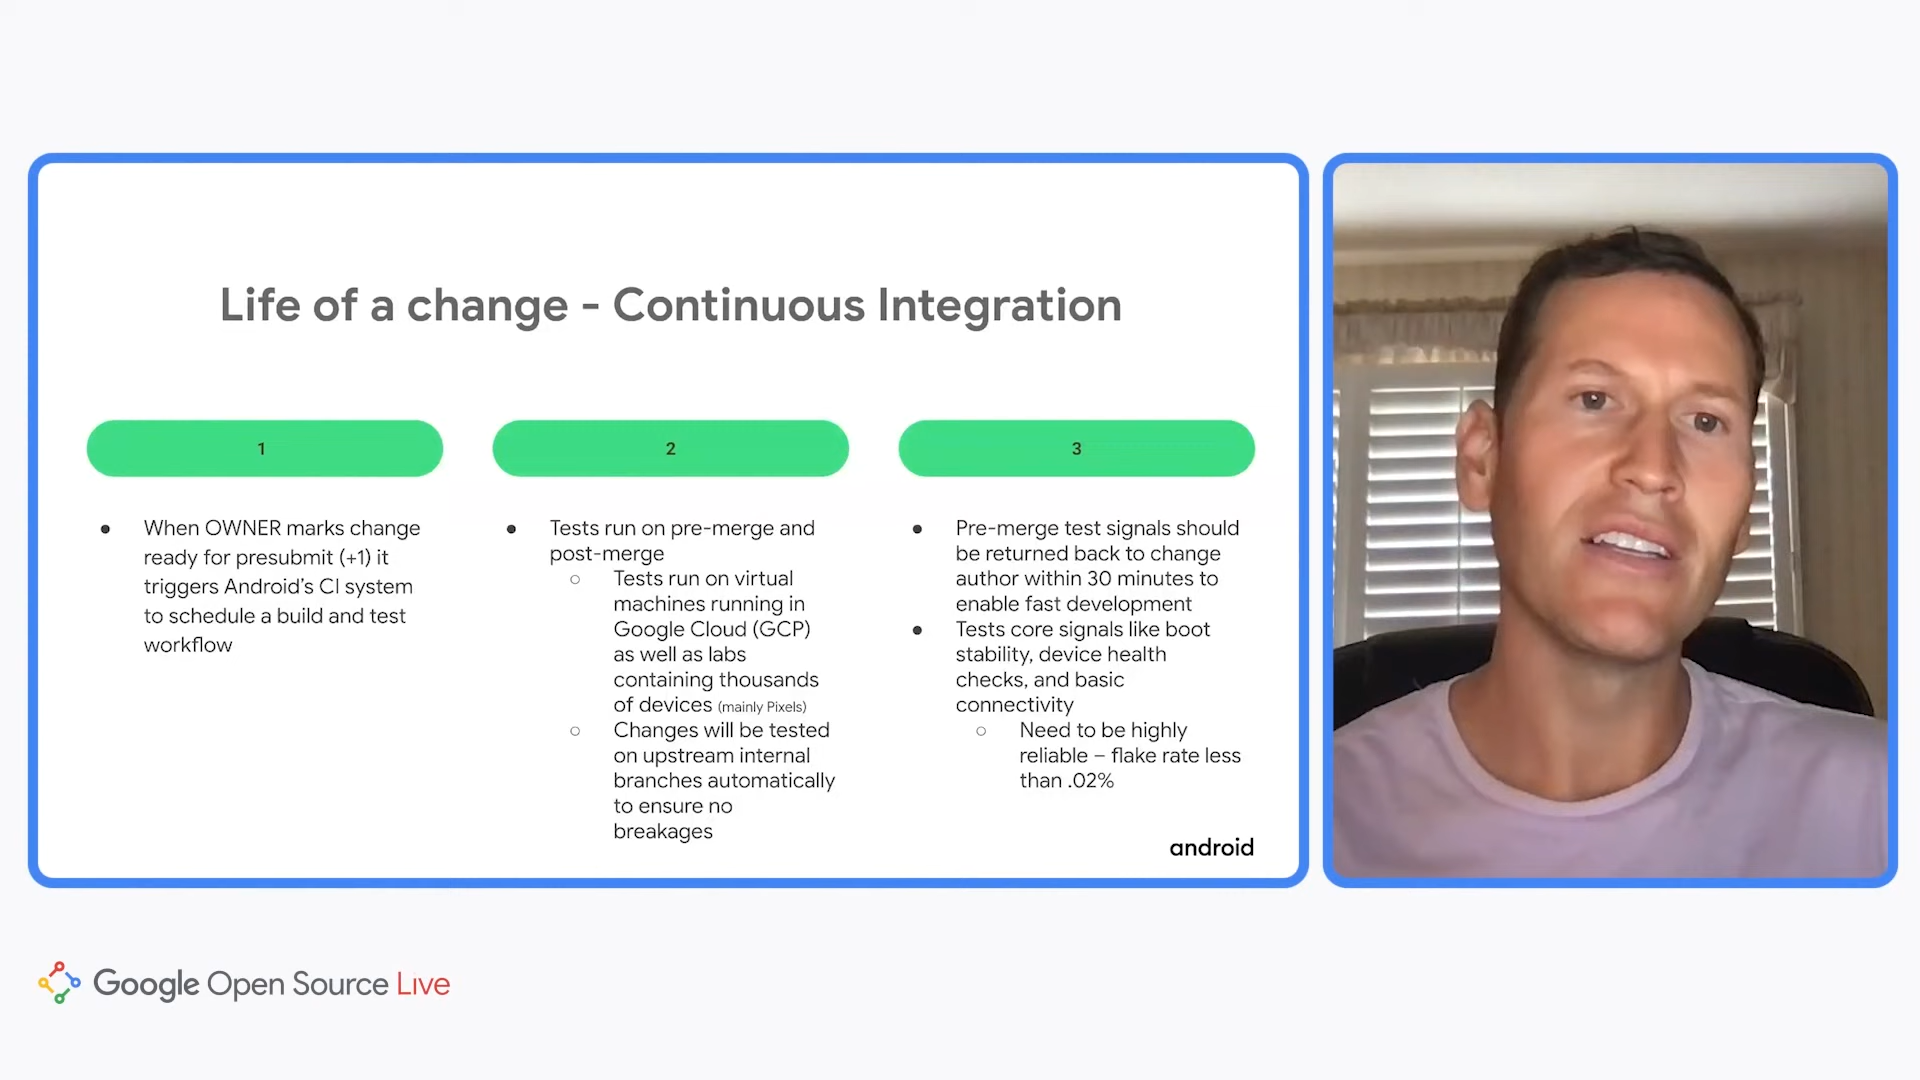 Life of a change - Continuous Integration
1
When OWNER marks change
ready for presubmit (+1) it
triggers Android’s CI system
to schedule a build and test
workflow
2
Tests run on pre-merge and
post-merge
Tests run on virtual
machines running in
Google Cloud (GCP)
as well as labs
containing thousands
of devices (mainly Pixels)
Changes will be tested
on upstream internal
branches automatically
to ensure no
breakages
3
Pre-merge test signals should
be returned back to change
author within 30 minutes to
enable fast development
Tests core signals like boot
stability, device health
checks, and basic
connectivity
Need to be highly
reliable – flake rate less
than .02%
android
Google Open Source Live